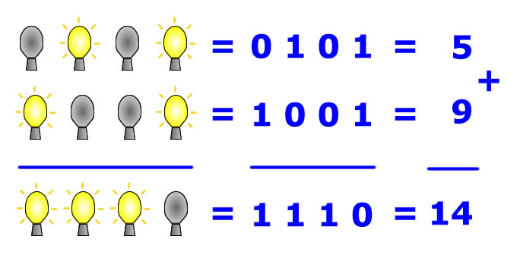 = 0 1 0 1 = 5
+
= 1 0 0 1 = 9
= 1 1 1 0 = 14